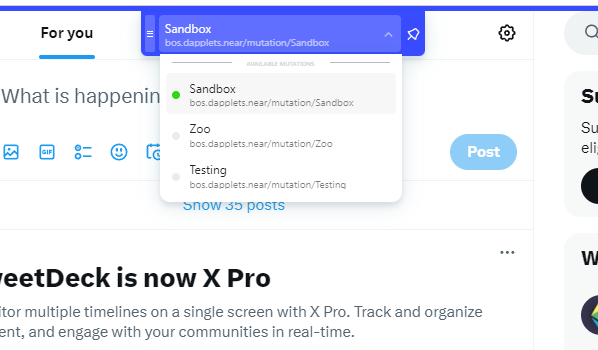 For you
Sandbox
bos.dapplets.near/mutation/Sandbox
AVAILABLE MUTATIONS
Sandbox
bos.dapplets.near/mutation/Sandbox
Zoo
bos.dapplets.near/mutation/Zoo
Testing
bos.dapplets.near/mutation/Testing
What is happenin
GIF
Post
Show 35 posts
Su
Su
eli
W
weetDeck is now X Pro
itor multiple timelines on a single screen with X Pro. Track and organize
ent, and engage with your communities in real-time.